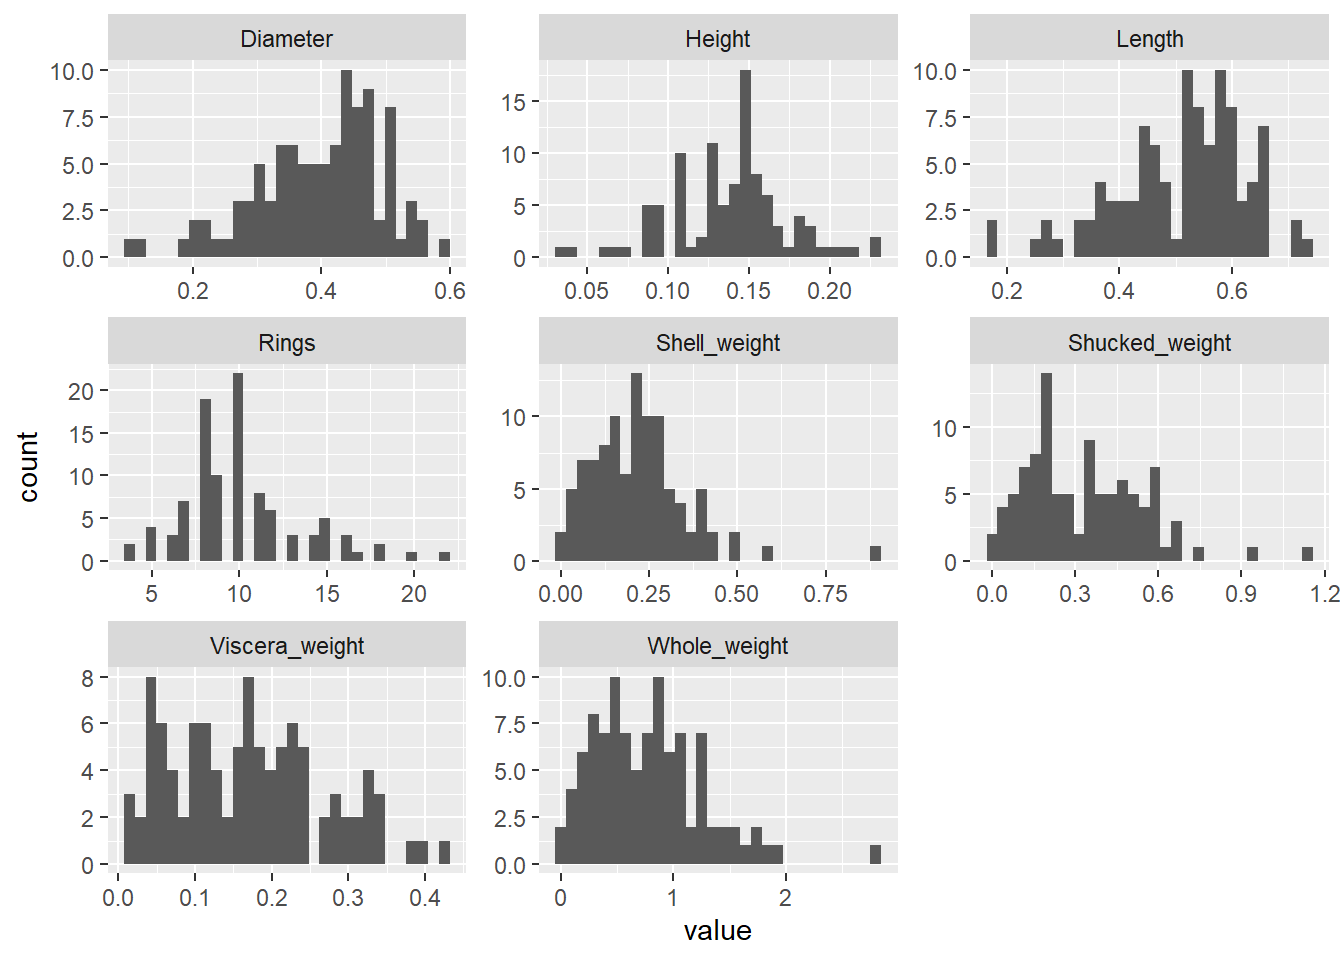 Diameter
Height
Length
10.0
7.5
5.0
2.5
0.0
15
10
5
0
10.0
7.5
5.0
2.5
0.0
0.2 0.4 0.6
0.05 0.10 0.15 0.20
0.2 0.4 0.6
Rings
Shell_weight
Shucked_weight
20
15
10
5
0
10
5
0
10
5
0
5 10 15 20
0.00 0.25 0.50 0.75
0.0 0.3 0.6 0.9 1.2
Viscera_weight
Whole_weight
8
6
4
2
0
10.0
7.5
5.0
2.5
0.0
0.0 0.1 0.2 0.3 0.4
0 1 2
count
value